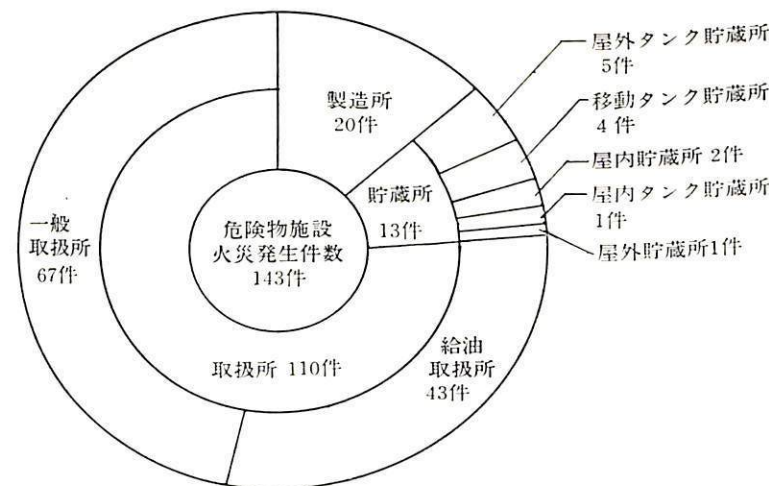 危険物施設
火災発生件数
143件
製造所
20件
貯蔵所
13件
取扱所 110件
屋外タンク貯蔵所
5件
移動タンク貯蔵所
4件
屋内貯蔵所 2件
屋内タンク貯蔵所
1件
屋外貯蔵所1件
給油
取扱所
43件
一般
取扱所
67件